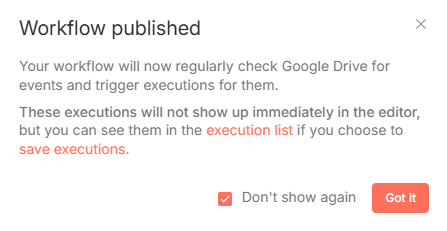 Workflow published
Your workflow will now regularly check Google Drive for
events and trigger executions for them.
These executions will not show up immediately in the editor,
but you can see them in the execution list if you choose to
save executions.
Don't show again
Got it